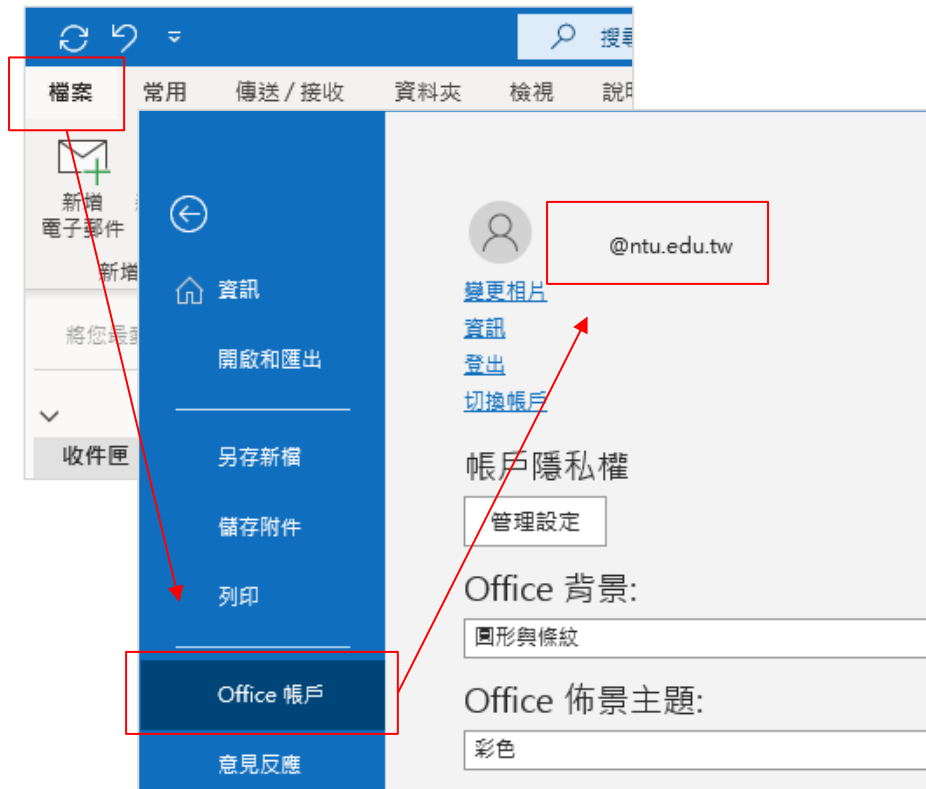 搜尋
檔案
常用
傳送 / 接收
資料夾
檢視
新增
電子郵件
新增
將您最
收件匣
資訊
開啟和匯出
另存新檔
儲存附件
列印
Office 帳戶
意見反應
@ntu.edu.tw
變更相片
資訊
登出
切換帳戶
帳戶隱私權
管理設定
Office 背景:
圓形與條紋
Office 佈景主題:
彩色